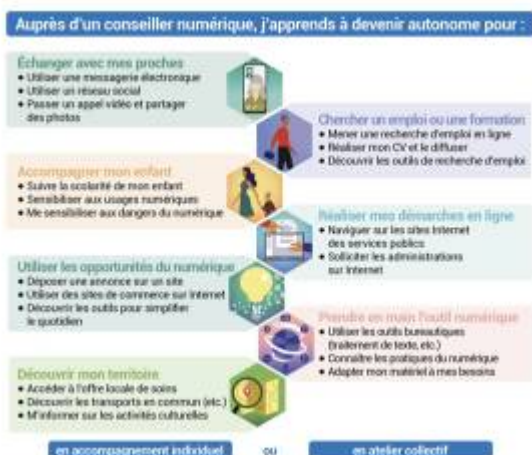 Auprès d'un conseiller numérique, j'apprends à devenir autonome pour :
Échanger avec mes proches
• Utiliser une messagerie électronique
• Utiliser un réseau social
• Passer un appel vidéo et partager
des photos
Chercher un emploi ou une formation
• Mener une recherche d'emploi en ligne
• Réaliser mon CV et le diffuser
• Découvrir les outils de recherche d'emploi
Accompagner mon enfant
• Suivre la scolarité de mon enfant
• Sensibiliser aux usages numériques
• Me sensibiliser aux dangers du numérique
Réaliser mes démarches en ligne
• Naviguer sur les sites Internet
des services publics
• Solliciter les administrations
sur Internet
Utiliser les opportunités du numérique
• Déposer une annonce sur un site
• Utiliser des sites de commerce sur Internet
• Découvrir les outils pour simplifier
le quotidien
Prendre en main l'outil numérique
• Utiliser les outils bureautiques
(traitement de texte, etc.)
• Connaître les pratiques du numérique
• Adapter mon matériel à mes besoins
Découvrir mon territoire
• Accéder à l'offre locale de soins
• Découvrir les transports en commun (etc.)
• M'informer sur les activités culturelles
en accompagnement individuel ou en atelier collectif